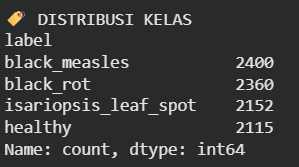 🏷️ DISTRIBUSI KELAS
label
black_measles          2400
black_rot              2360
isariopsis_leaf_spot   2152
healthy                2115
Name: count, dtype: int64